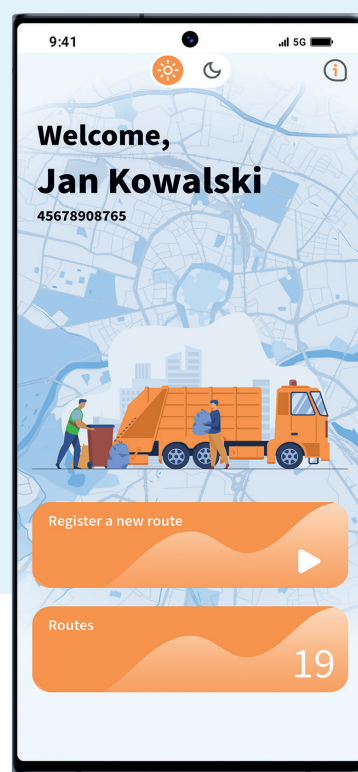 9:41
5G
i
Welcome,
Jan Kowalski
45678908765
Register a new route
Routes
19